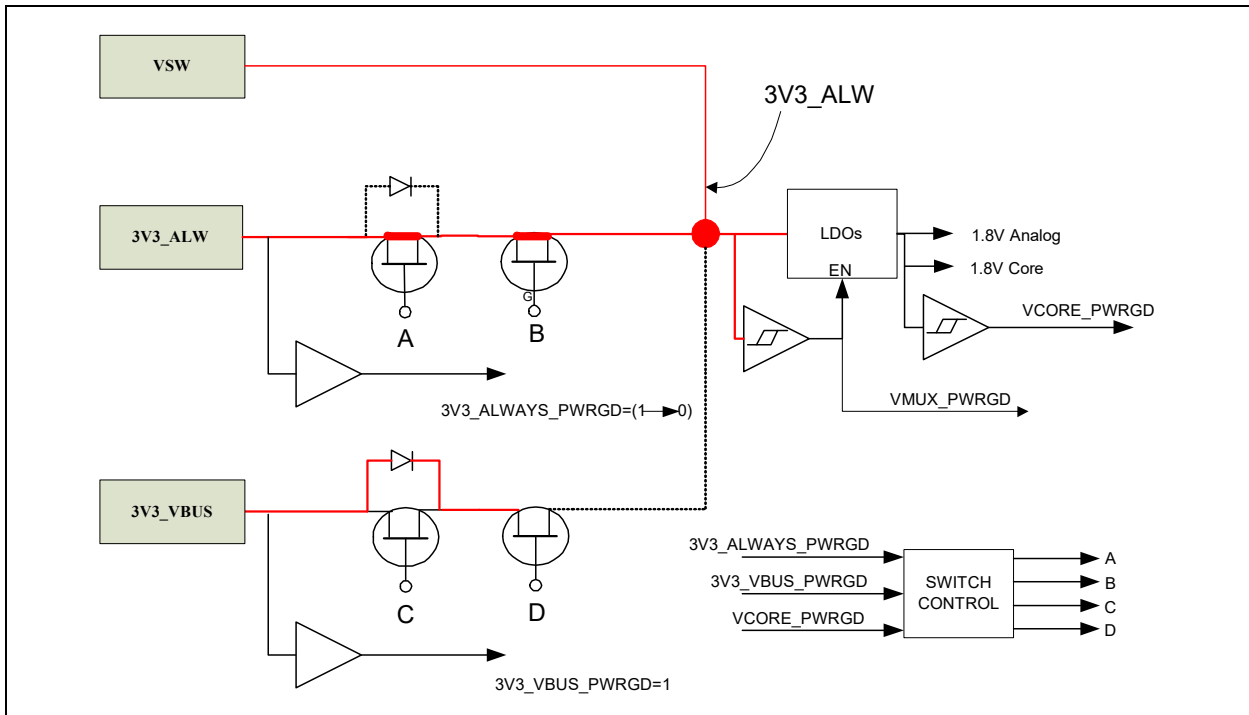 VSW
3V3_ALW
3V3_ALW
LDOs
EN
1.8V Analog
1.8V Core
G
A
B
VCORE_PWRGD
3V3_ALWAYS_PWRGD=(1 0)
VMUX_PWRGD
3V3_VBUS
C
D
3V3_VBUS_PWRGD=1
3V3_ALWAYS_PWRGD
3V3_VBUS_PWRGD
VCORE_PWRGD
SWITCH
CONTROL
A
B
C
D